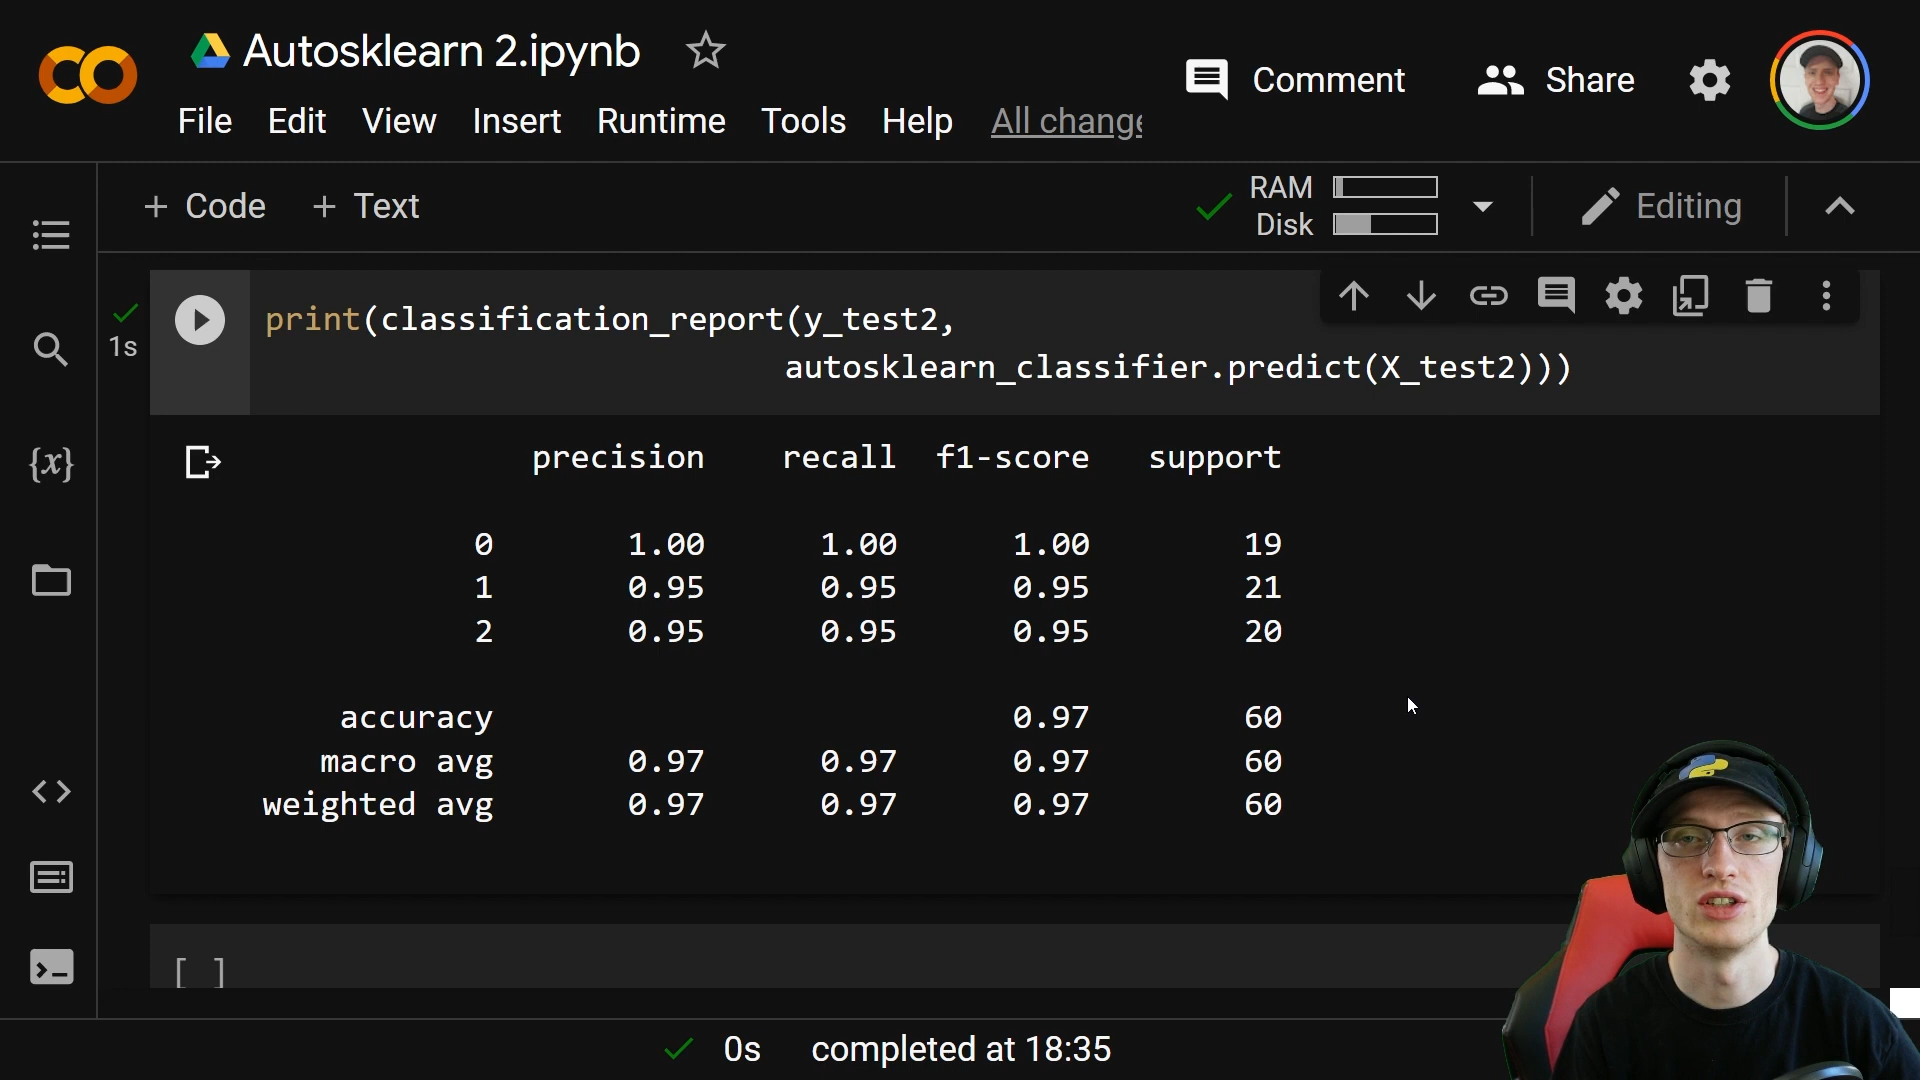 Autosklearn 2.ipynb
Comment
Share
File Edit View Insert Runtime Tools Help All change
+ Code + Text
RAM
Disk
Editing
1s
print(classification_report(y_test2,
autosklearn_classifier.predict(X_test2)))
precision recall f1-score support
0 1.00 1.00 1.00 19
1 0.95 0.95 0.95 21
2 0.95 0.95 0.95 20
accuracy 0.97 60
macro avg 0.97 0.97 0.97 60
weighted avg 0.97 0.97 0.97 60
{x}
[ ]
0s completed at 18:35